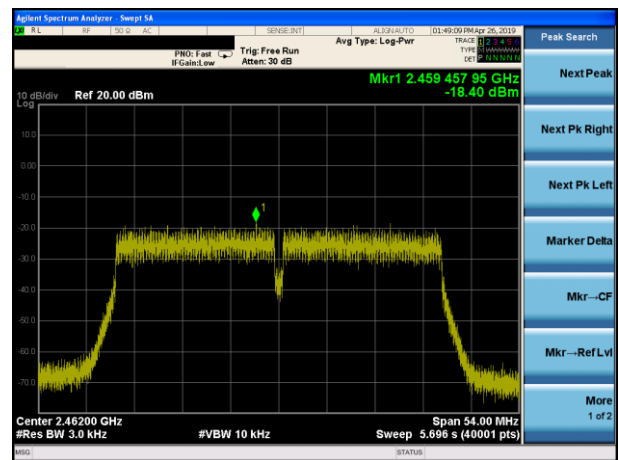 Agilent Spectrum Analyzer - Swept SA
RL RF 50 Ω AC SENSE:INT ALIGNAUTO 01:49:09 PM Apr 26, 2019
PNO: Fast Trig: Free Run Avg Type: Log-Pwr TRACE 1 2 3 4 5 6
IFGain:Low Atten: 30 dB TYPE
DET P N N N N N
Mkr1 2.459 457 95 GHz
-18.40 dBm
10 dB/div Ref 20.00 dBm
Log
10.0
0.00
-10.0
-20.0
-30.0
-40.0
-50.0
-60.0
-70.0
1
Center 2.46200 GHz Span 54.00 MHz
#Res BW 3.0 kHz #VBW 10 kHz Sweep 5.696 s (40001 pts)
MSG STATUS
Peak Search
Next Peak
Next Pk Right
Next Pk Left
Marker Delta
Mkr→CF
Mkr→Ref Lvl
More
1 of 2